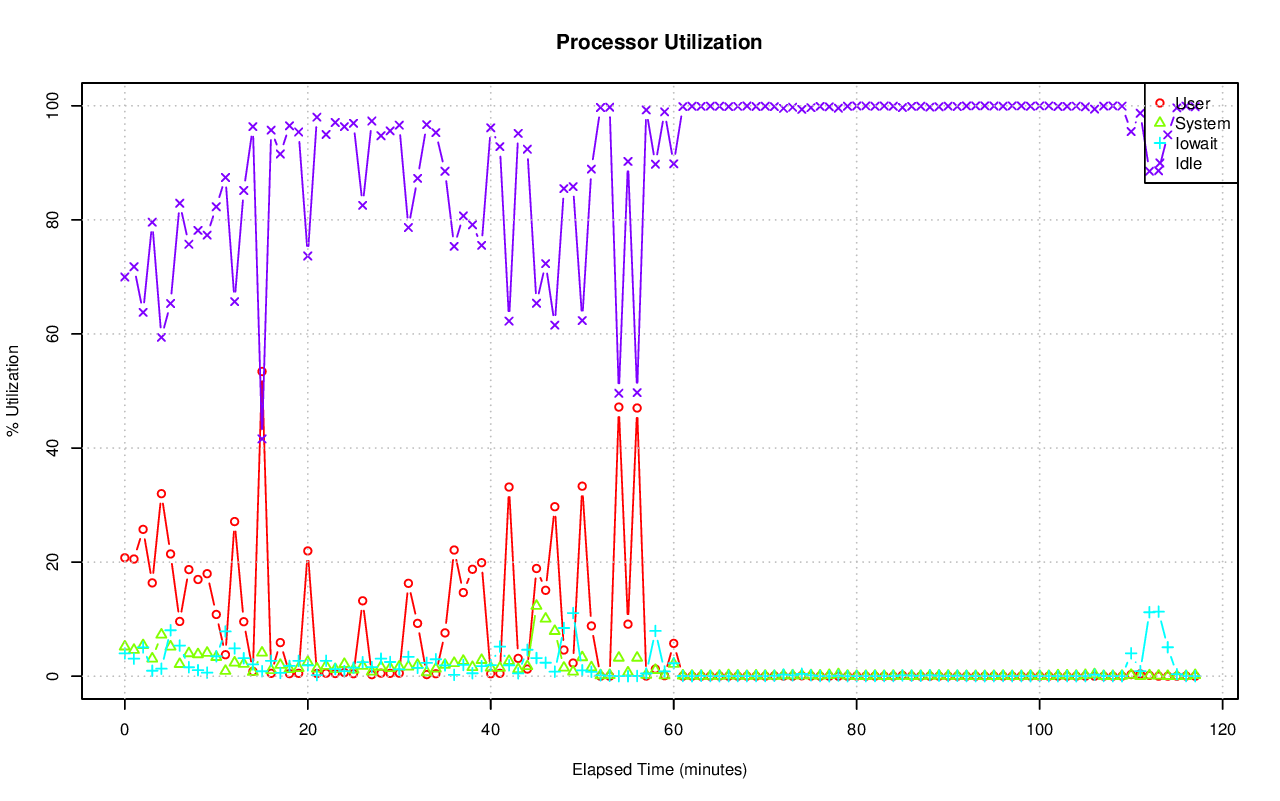 Processor Utilization
% Utilization
100
80
60
40
20
0
User
System
Iowait
Idle
0 20 40 60 80 100 120
Elapsed Time (minutes)